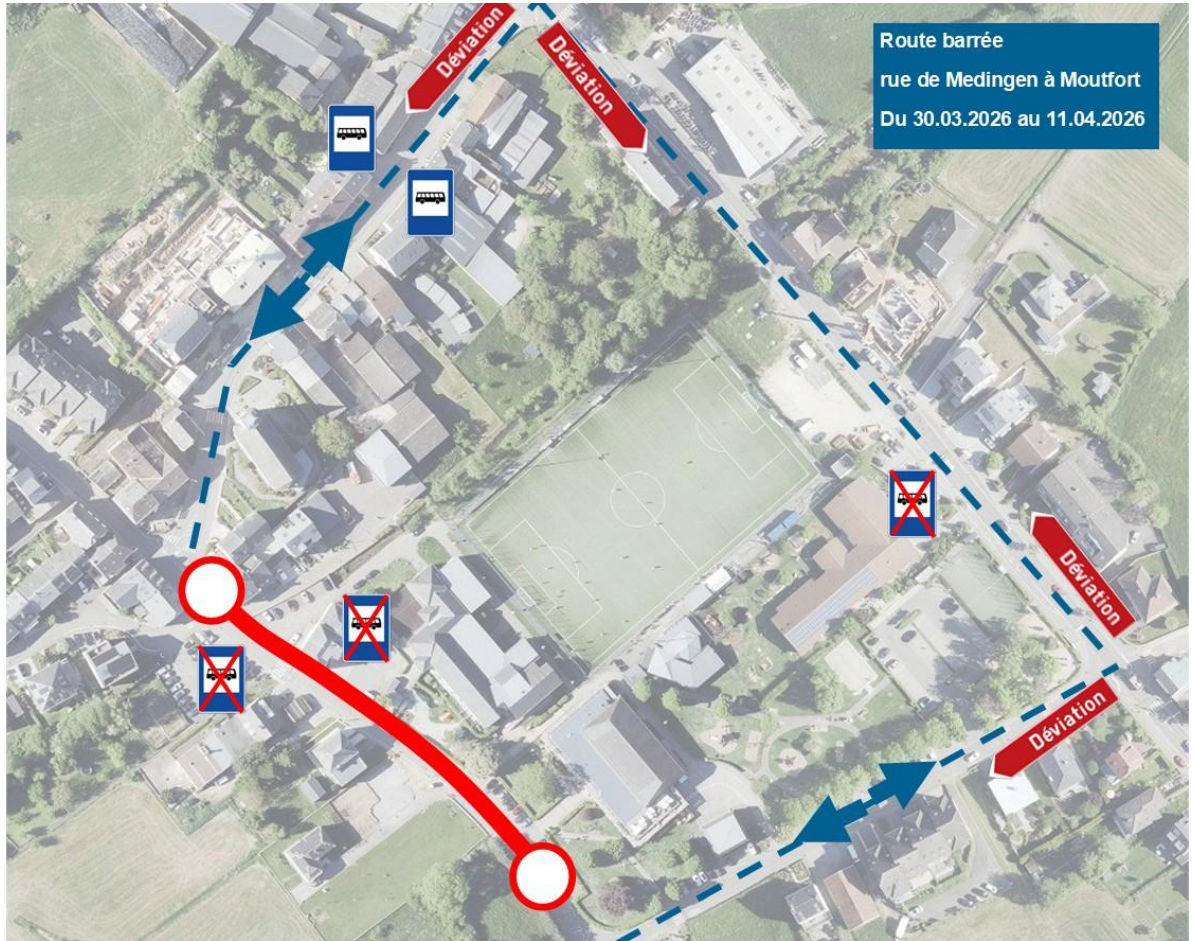 Route barrée
rue de Medingen à Moutfort
Du 30.03.2026 au 11.04.2026
Déviation
Déviation
Déviation
Déviation